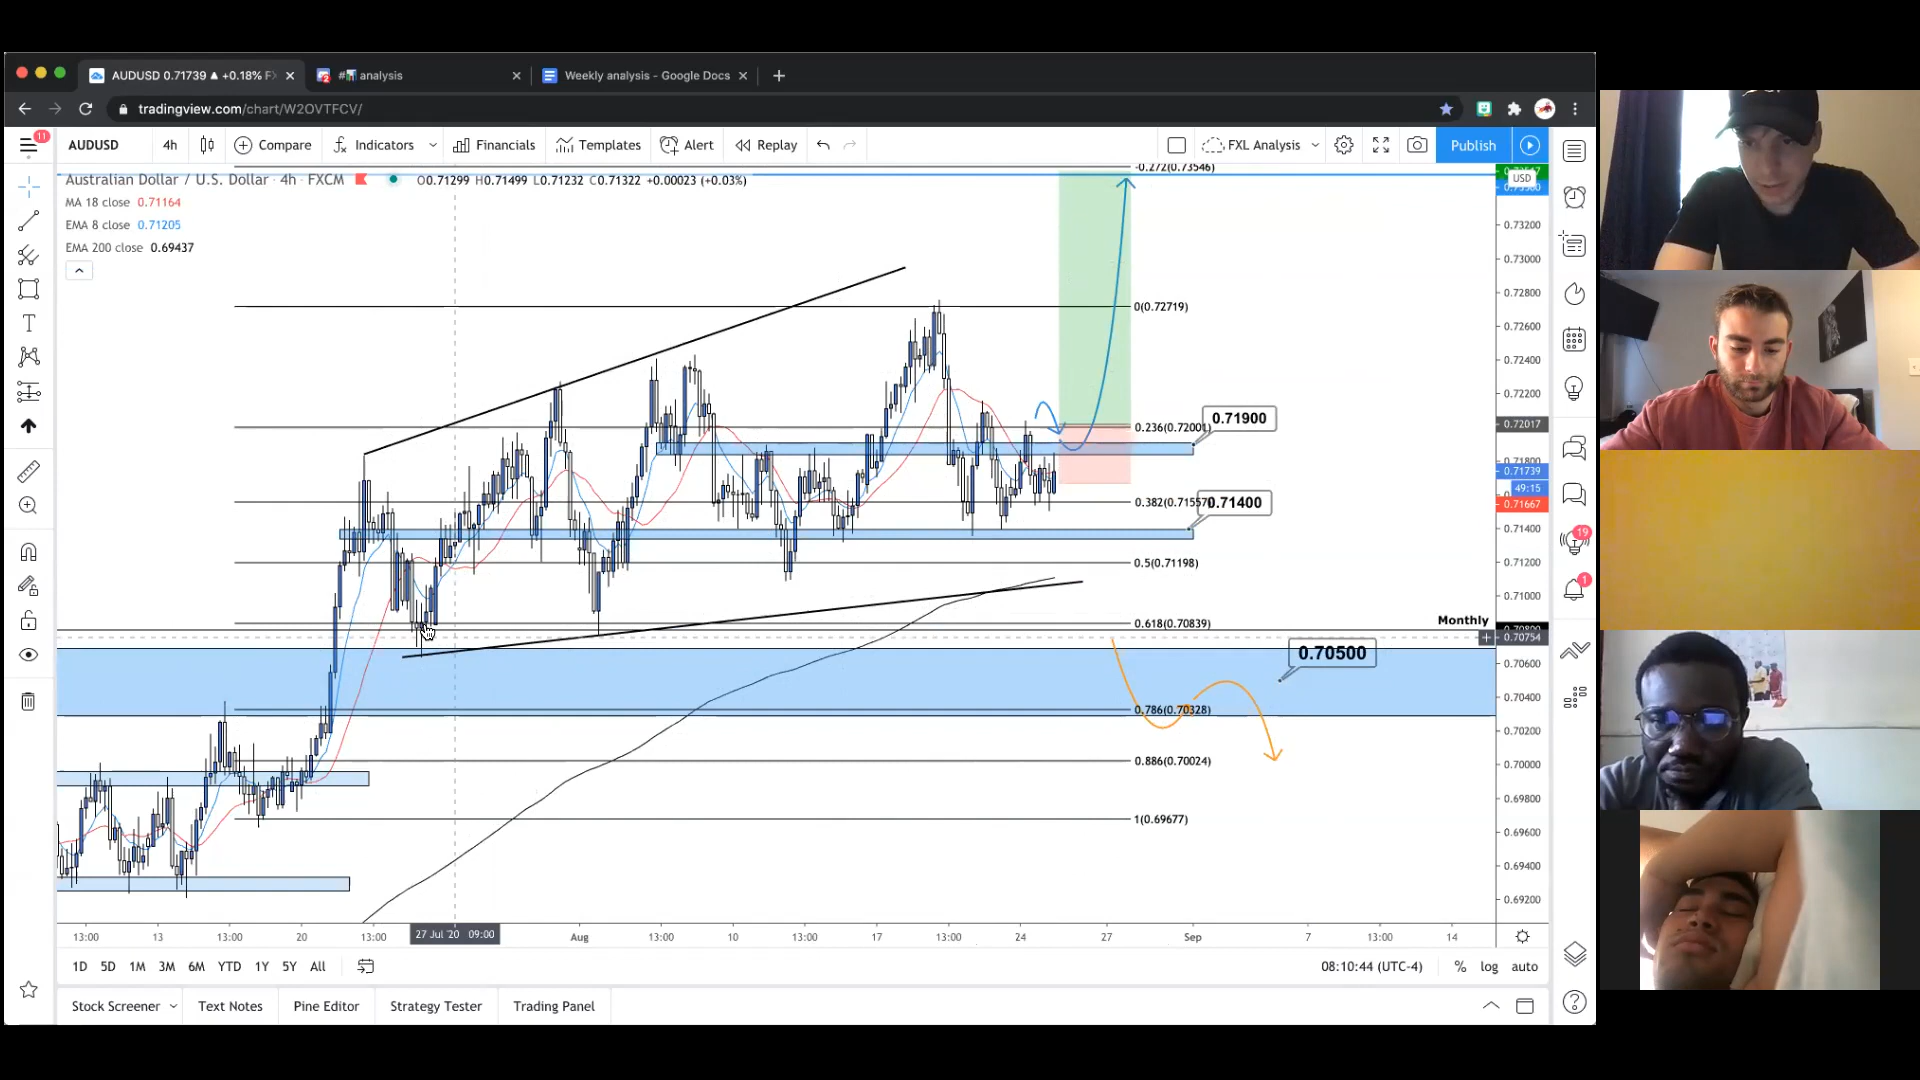 AUDUSD 0.71739 ▲ +0.18% F
# analysis
Weekly analysis - Google Docs
tradingview.com/chart/W2OVTFCV/
11
AUDUSD
4h
Compare
Indicators
Financials
Templates
Alert
Replay
FXL Analysis
Publish
Australian Dollar / U.S. Dollar · 4h · FXCM
O0.71299 H0.71499 L0.71232 C0.71322 +0.00023 (+0.03%)
MA 18 close 0.71164
EMA 8 close 0.71205
EMA 200 close 0.69437
-0.272(0.73546)
0(0.72719)
0.236(0.72001)
0.71900
0.382(0.71557)
0.71400
0.5(0.71198)
0.618(0.70839)
Monthly
0.70500
0.786(0.70328)
0.886(0.70024)
1(0.69677)
USD
0.73200
0.73000
0.72800
0.72600
0.72400
0.72200
0.72017
0.71800
0.71739
49:15
0.71667
0.71400
0.71200
0.71000
0.70754
0.70600
0.70400
0.70200
0.70000
0.69800
0.69600
0.69400
0.69200
13:00
13
13:00
20
13:00
27 Jul '20 09:00
Aug
13:00
10
13:00
17
13:00
24
27
Sep
7
13:00
14
1D
5D
1M
3M
6M
YTD
1Y
5Y
All
08:10:44 (UTC-4)
%
log
auto
Stock Screener
Text Notes
Pine Editor
Strategy Tester
Trading Panel
19
1